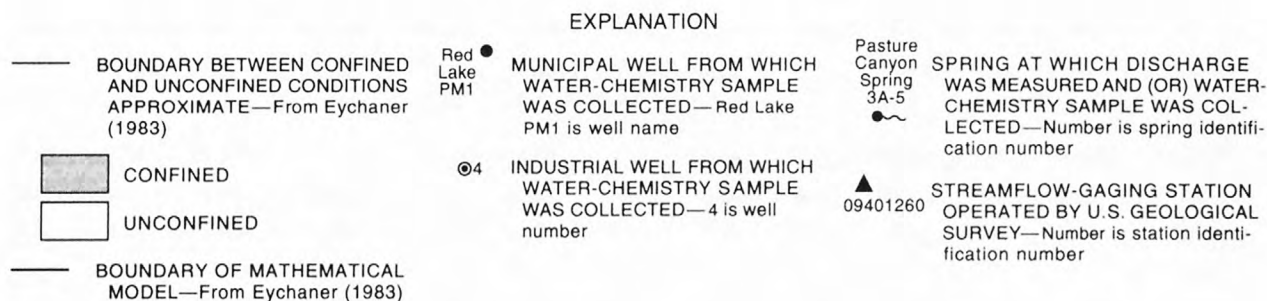 EXPLANATION
BOUNDARY BETWEEN CONFINED
AND UNCONFINED CONDITIONS
APPROXIMATE—From Eychaner
(1983)
CONFINED
UNCONFINED
BOUNDARY OF MATHEMATICAL
MODEL—From Eychaner (1983)
Red
Lake
PM1
MUNICIPAL WELL FROM WHICH
WATER-CHEMISTRY SAMPLE
WAS COLLECTED—Red Lake
PM1 is well name
4
INDUSTRIAL WELL FROM WHICH
WATER-CHEMISTRY SAMPLE
WAS COLLECTED—4 is well
number
Pasture
Canyon
Spring
3A-5
SPRING AT WHICH DISCHARGE
WAS MEASURED AND (OR) WATER-
CHEMISTRY SAMPLE WAS COL-
LECTED—Number is spring identifi-
cation number
09401260
STREAMFLOW-GAGING STATION
OPERATED BY U.S. GEOLOGICAL
SURVEY—Number is station identi-
fication number